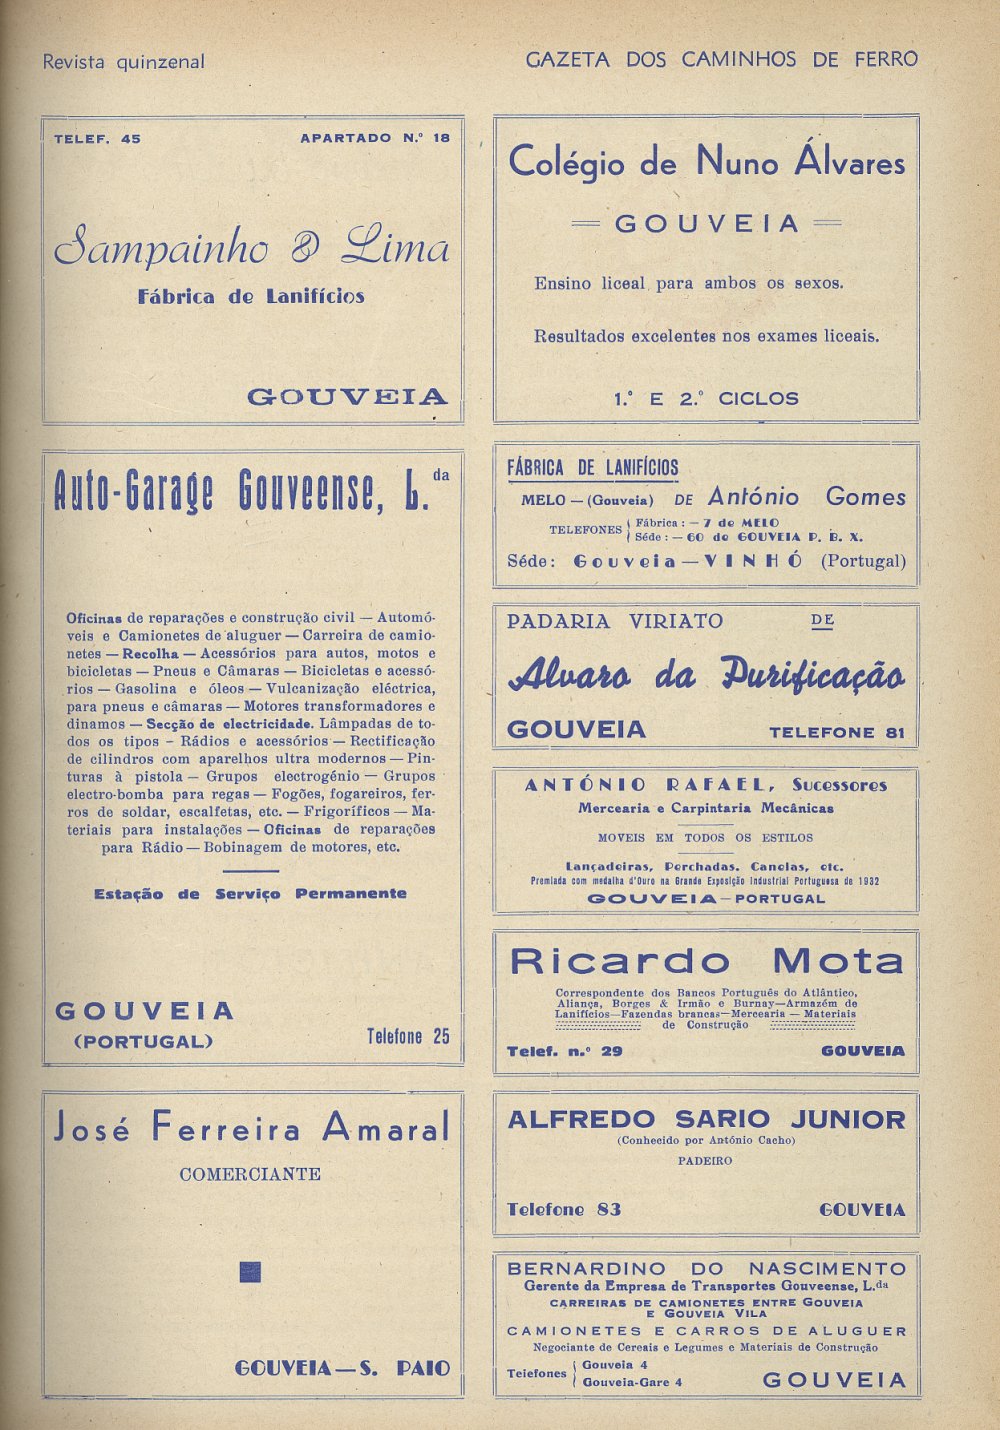 Revista quinzenal
GAZETA DOS CAMINHOS DE FERRO
TELEF. 45
APARTADO N.º 18
Sampainho & Lima
Fábrica de Lanifícios
GOUVEIA
Auto-Garage Gouveense, L.da
Oficinas de reparações e construção civil — Automó-
veis e Camionetes de aluguer — Carreira de camio-
netes — Recolha — Acessórios para autos, motos e
bicicletas — Pneus e Câmaras — Bicicletas e acessó-
rios — Gasolina e óleos — Vulcanização eléctrica,
para pneus e câmaras — Motores transformadores e
dinamos — Secção de electricidade. Lâmpadas de to-
dos os tipos – Rádios e acessórios — Rectificação
de cilindros com aparelhos ultra modernos — Pin-
turas à pistola — Grupos electrogénio — Grupos
electro-bomba para regas — Fogões, fogareiros, fer-
ros de soldar, escalfetas, etc. — Frigoríficos — Ma-
teriais para instalações — Oficinas de reparações
para Rádio — Bobinagem de motores, etc.
Estação de Serviço Permanente
GOUVEIA
(PORTUGAL)
Telefone 25
José Ferreira Amaral
COMERCIANTE
GOUVEIA — S. PAIO
Colégio de Nuno Álvares
GOUVEIA
Ensino liceal para ambos os sexos.
Resultados excelentes nos exames liceais.
1.º E 2.º CICLOS
FÁBRICA DE LANIFÍCIOS
MELO — (Gouveia) DE António Gomes
TELEFONES
Fábrica : — 7 de MELO
Séde : — 60 de GOUVEIA P. B. X.
Séde: Gouveia — VINHÓ (Portugal)
PADARIA VIRIATO DE
Alvaro da Purificação
GOUVEIA
TELEFONE 81
ANTÓNIO RAFAEL, Sucessores
Mercearia e Carpintaria Mecânicas
MOVEIS EM TODOS OS ESTILOS
Lançadeiras, Perchadas, Canelas, etc.
Premiada com medalha d'Ouro na Grande Exposição Industrial Portuguesa de 1932
GOUVEIA – PORTUGAL
Ricardo Mota
Correspondente dos Bancos Português do Atlântico,
Aliança, Borges & Irmão e Burnay—Armazém de
Lanifícios—Fazendas brancas—Mercearia — Materiais
de Construção
Telef. n.º 29
GOUVEIA
ALFREDO SARIO JUNIOR
(Conhecido por António Cacho)
PADEIRO
Telefone 83
GOUVEIA
BERNARDINO DO NASCIMENTO
Gerente da Empresa de Transportes Gouveense, L.da
CARREIRAS DE CAMIONETES ENTRE GOUVEIA
E GOUVEIA VILA
CAMIONETES E CARROS DE ALUGUER
Negociante de Cereais e Legumes e Materiais de Construção
Telefones
Gouveia 4
Gouveia-Gare 4
GOUVEIA